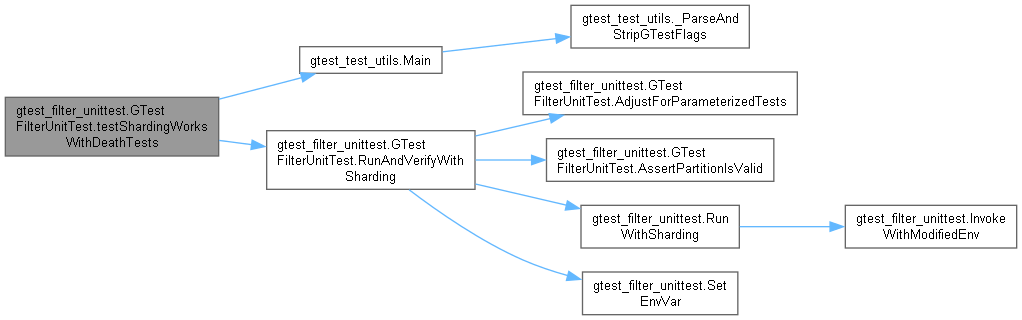 gtest_test_utils._ParseAnd
StripGTestFlags
gtest_test_utils.Main
gtest_filter_unittest.GTest
FilterUnitTest.AdjustForParameterizedTests
gtest_filter_unittest.GTest
FilterUnitTest.testShardingWorks
WithDeathTests
gtest_filter_unittest.GTest
FilterUnitTest.RunAndVerifyWith
Sharding
gtest_filter_unittest.GTest
FilterUnitTest.AssertPartitionIsValid
gtest_filter_unittest.Run
WithSharding
gtest_filter_unittest.Invoke
WithModifiedEnv
gtest_filter_unittest.Set
EnvVar